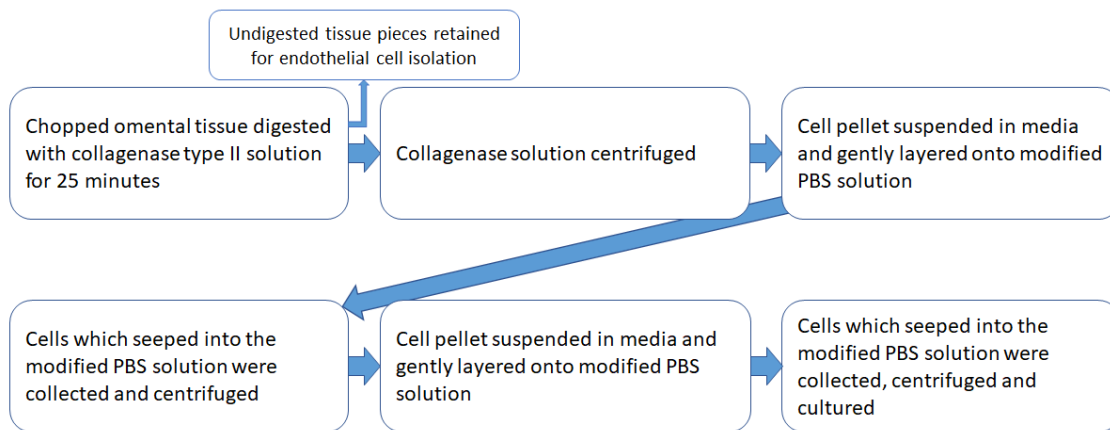 Undigested tissue pieces retained
for endothelial cell isolation
Chopped omental tissue digested
with collagenase type II solution
for 25 minutes
Collagenase solution centrifuged
Cell pellet suspended in media
and gently layered onto modified
PBS solution
Cells which seeped into the
modified PBS solution were
collected and centrifuged
Cell pellet suspended in media and
gently layered onto modified PBS
solution
Cells which seeped into the
modified PBS solution were
collected, centrifuged and
cultured